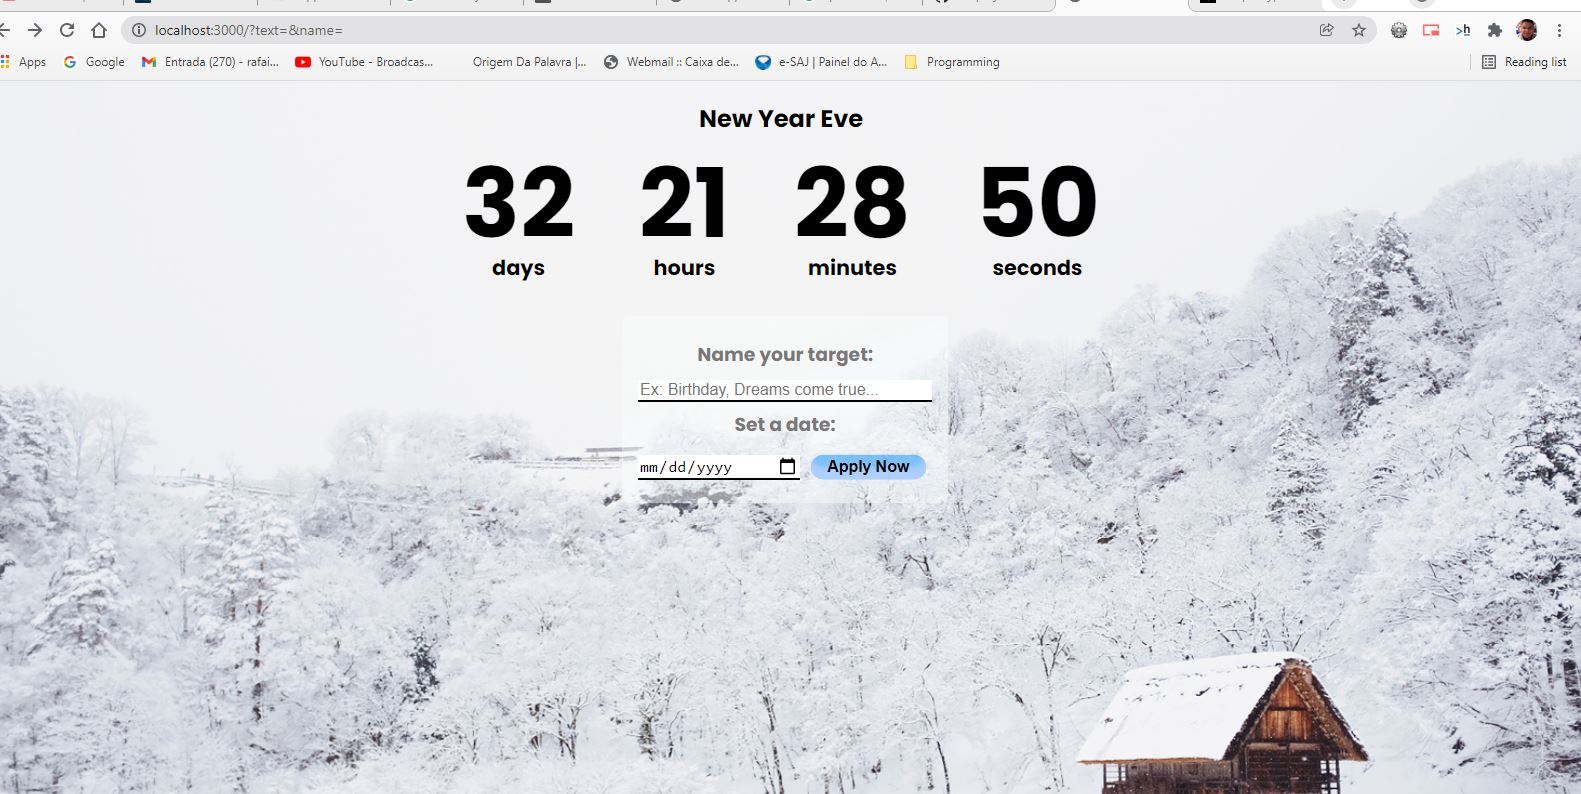 localhost:3000/?text=&name=
Apps Google Entrada (270) - rafai... YouTube - Broadcas... Origem Da Palavra |... Webmail :: Caixa de... e-SAJ | Painel do A... Programming Reading list
New Year Eve
32 21 28 50
days hours minutes seconds
Name your target:
Ex: Birthday, Dreams come true...
Set a date:
mm/dd/yyyy Apply Now